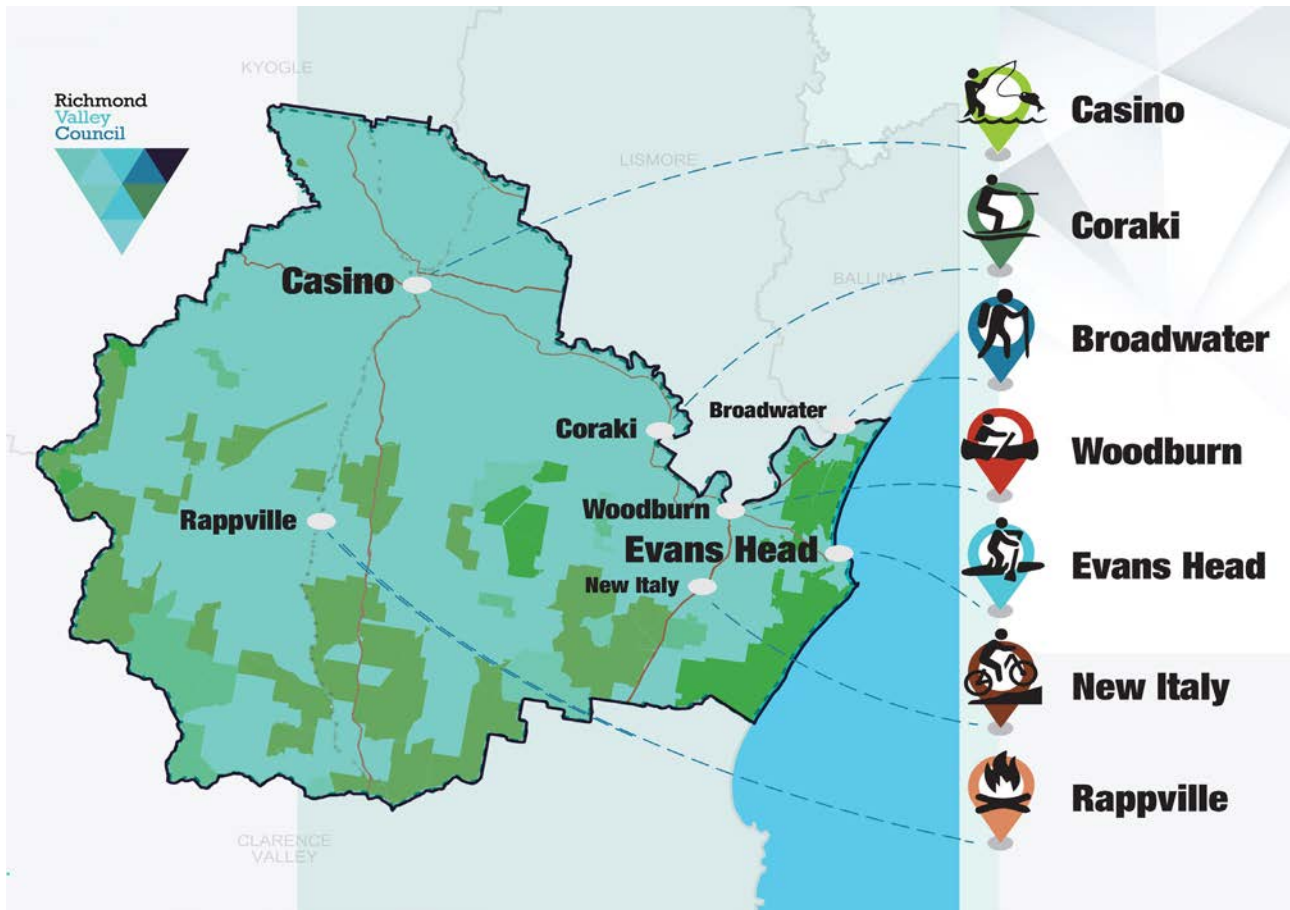 KYOGLE
Richmond
Valley
Council
LISMORE
BALLINA
Casino
Coraki
Broadwater
Woodburn
Rappville
Evans Head
New Italy
CLARENCE
VALLEY
Casino
Coraki
Broadwater
Woodburn
Evans Head
New Italy
Rappville